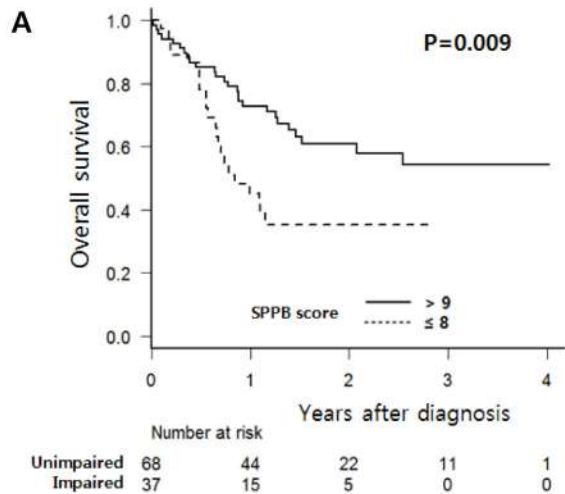 A
P=0.009
1.0
0.8
0.6
0.4
0.2
0.0
Overall survival
SPPB score
> 9
≤ 8
0 1 2 3 4
Years after diagnosis
Number at risk
Unimpaired 68 44 22 11 1
Impaired 37 15 5 0 0